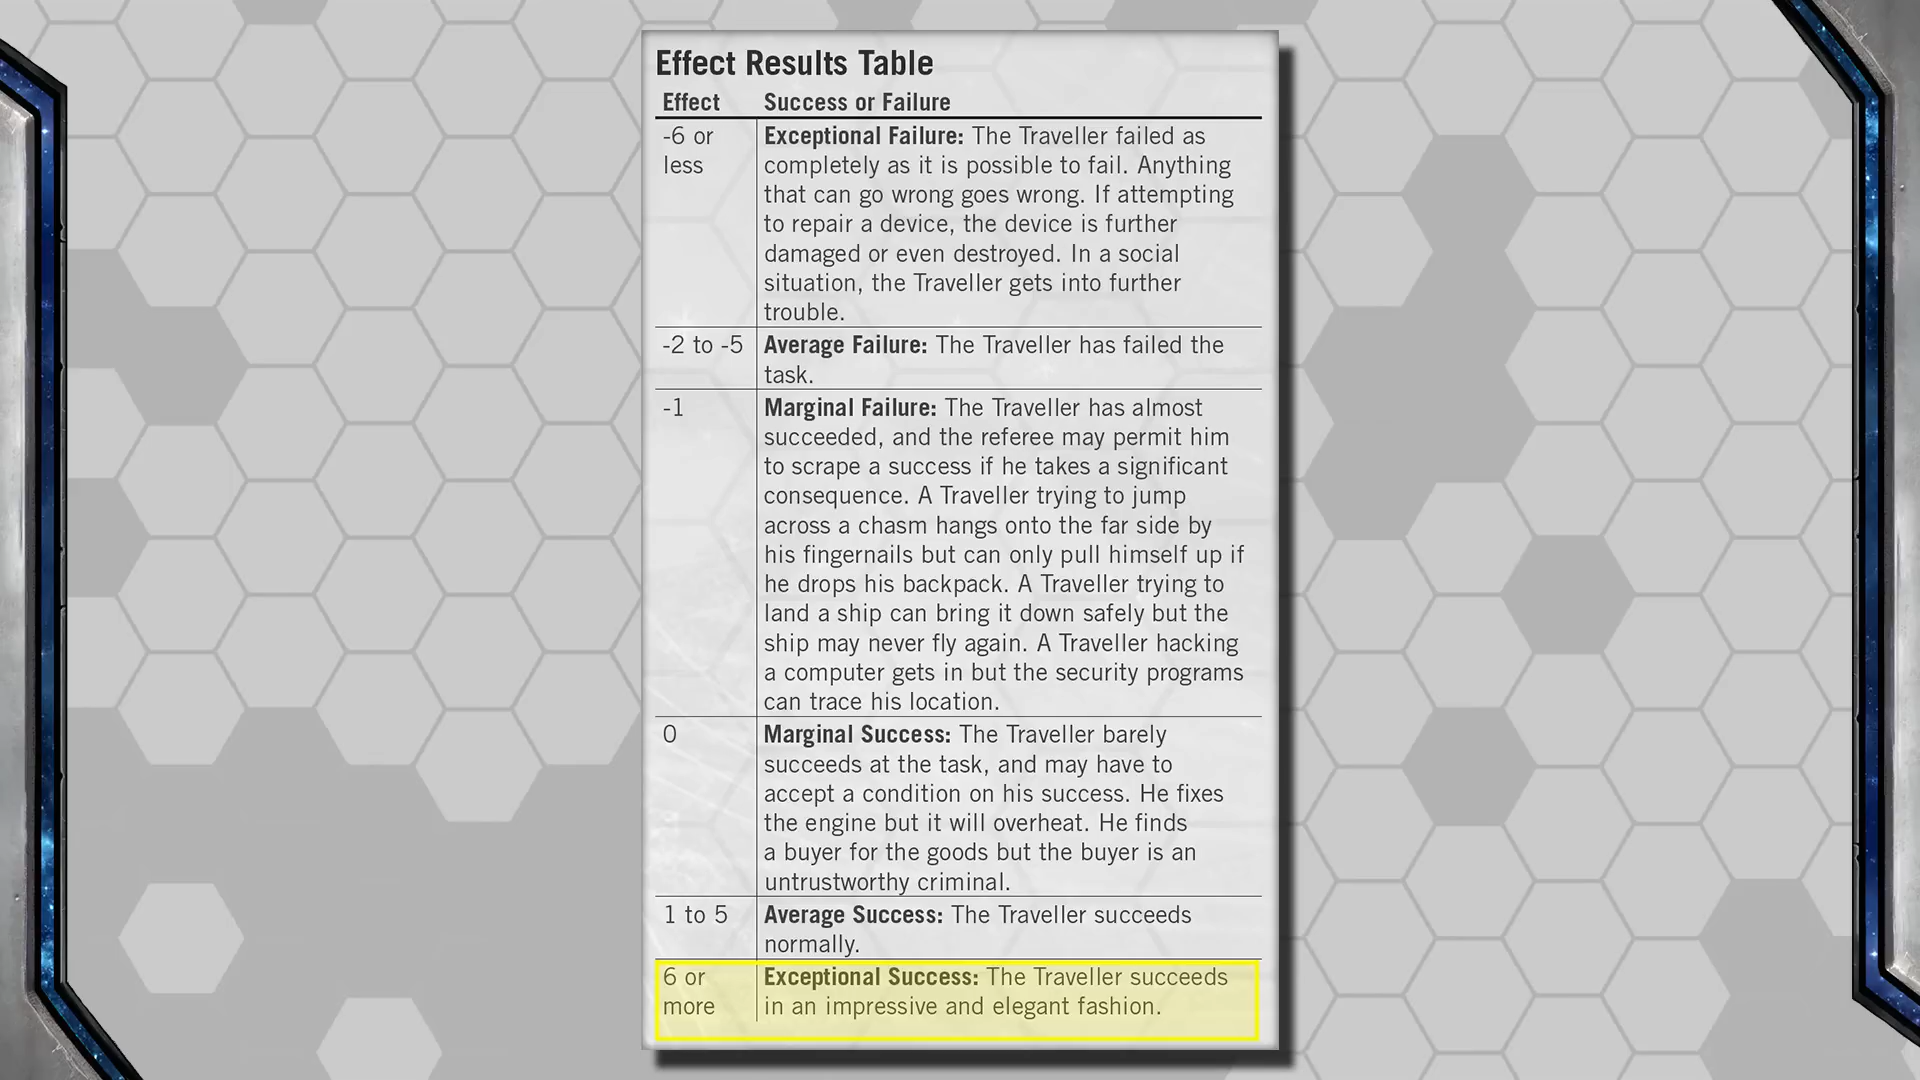 Effect Results Table
Effect Success or Failure
-6 or less
Exceptional Failure: The Traveller failed as
completely as it is possible to fail. Anything
that can go wrong goes wrong. If attempting
to repair a device, the device is further
damaged or even destroyed. In a social
situation, the Traveller gets into further
trouble.
-2 to -5 Average Failure: The Traveller has failed the
task.
-1 Marginal Failure: The Traveller has almost
succeeded, and the referee may permit him
to scrape a success if he takes a significant
consequence. A Traveller trying to jump
across a chasm hangs onto the far side by
his fingernails but can only pull himself up if
he drops his backpack. A Traveller trying to
land a ship can bring it down safely but the
ship may never fly again. A Traveller hacking
a computer gets in but the security programs
can trace his location.
0 Marginal Success: The Traveller barely
succeeds at the task, and may have to
accept a condition on his success. He fixes
the engine but it will overheat. He finds
a buyer for the goods but the buyer is an
untrustworthy criminal.
1 to 5 Average Success: The Traveller succeeds
normally.
6 or more
Exceptional Success: The Traveller succeeds
in an impressive and elegant fashion.